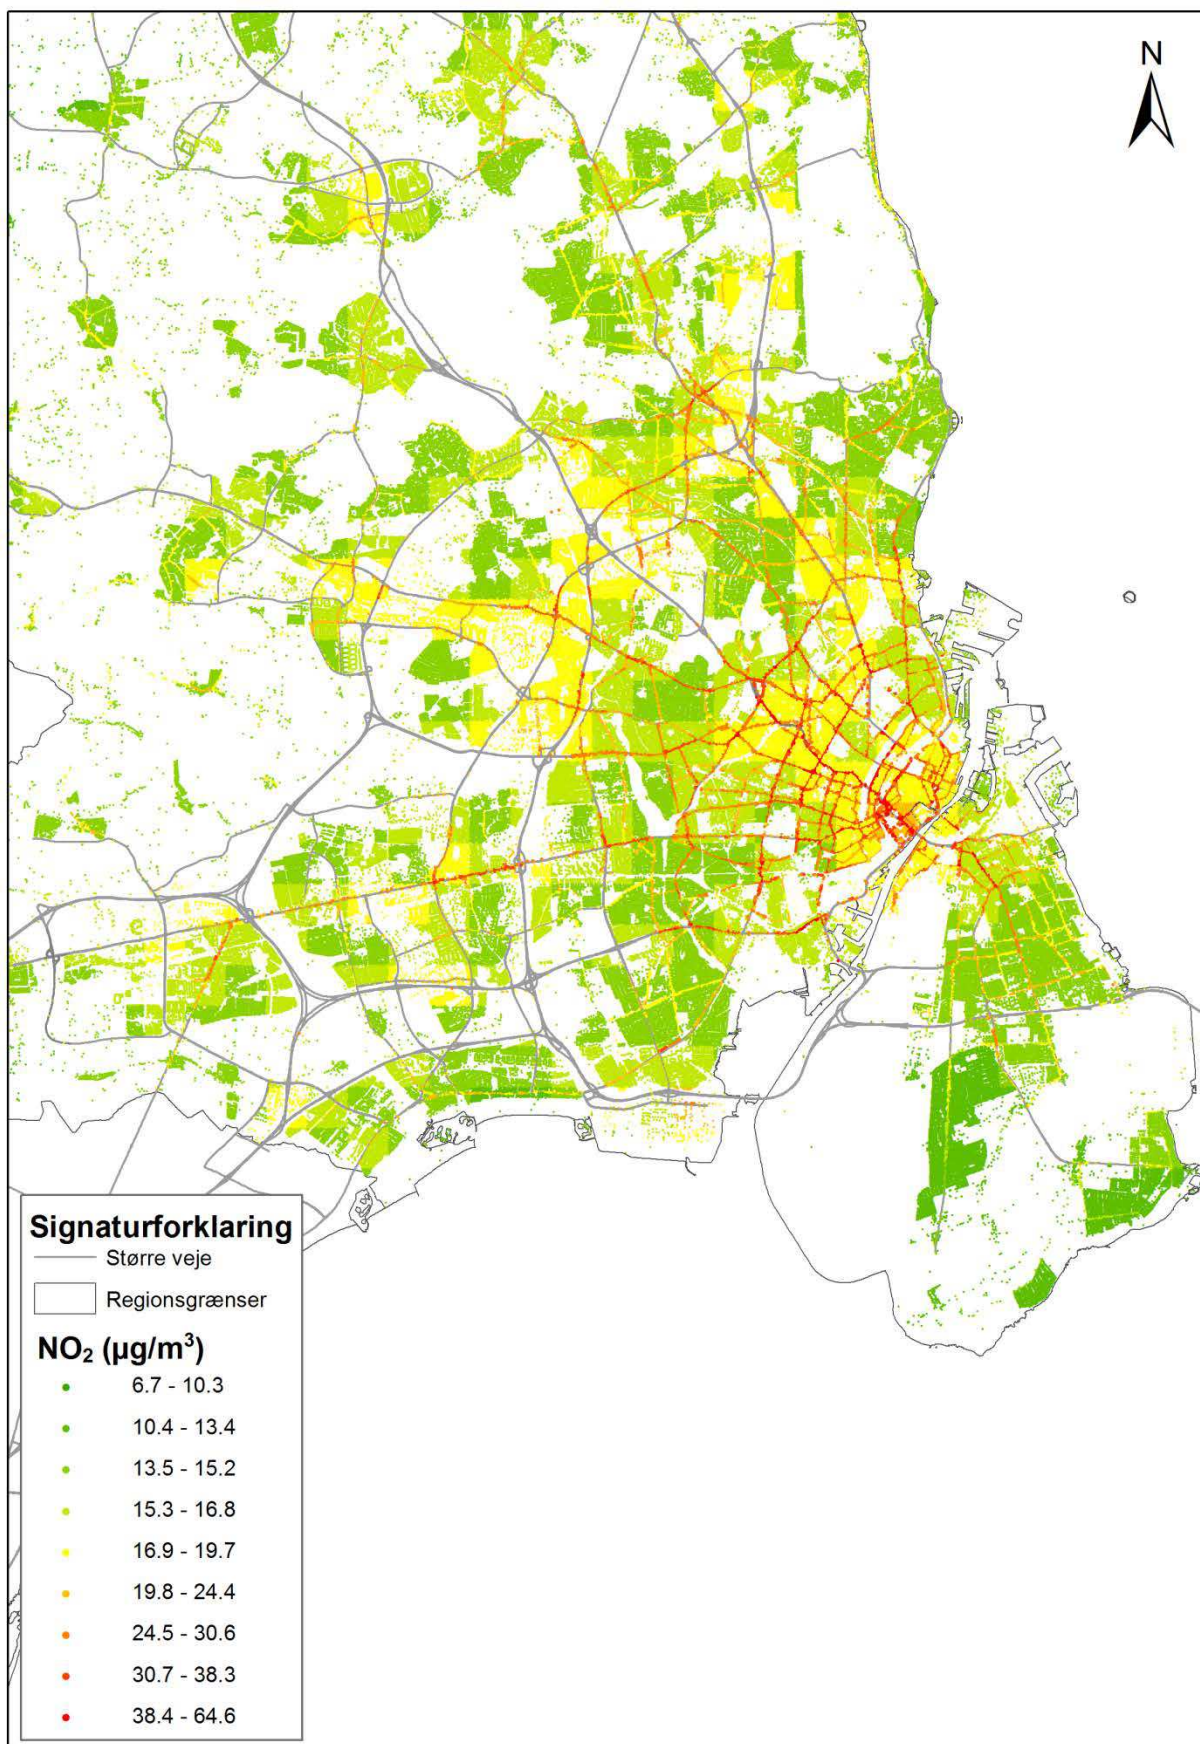 N
Signaturforklaring
Større veje
Regionsgrænser
NO₂ (µg/m³)
6.7 - 10.3
10.4 - 13.4
13.5 - 15.2
15.3 - 16.8
16.9 - 19.7
19.8 - 24.4
24.5 - 30.6
30.7 - 38.3
38.4 - 64.6